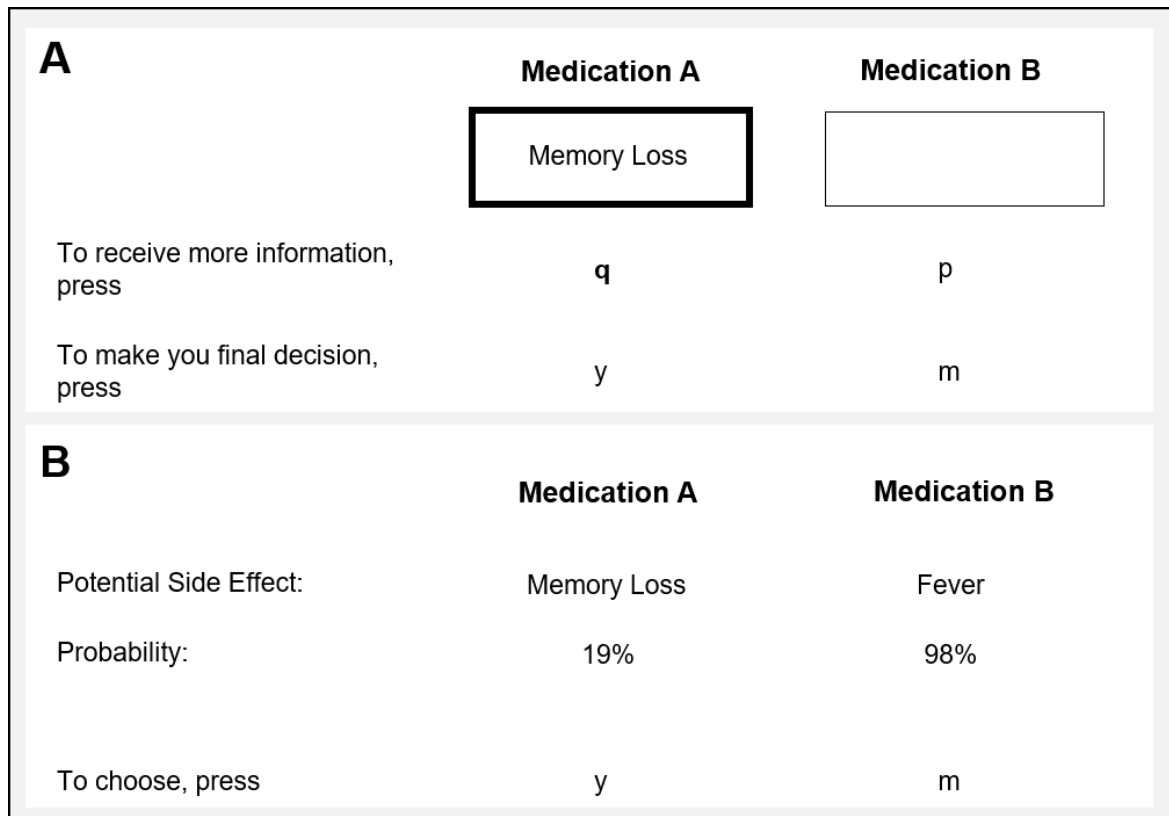 A
Medication A Medication B
Memory Loss
To receive more information,
press
q p
To make you final decision,
press
y m
B
Medication A Medication B
Potential Side Effect: Memory Loss Fever
Probability: 19% 98%
To choose, press y m